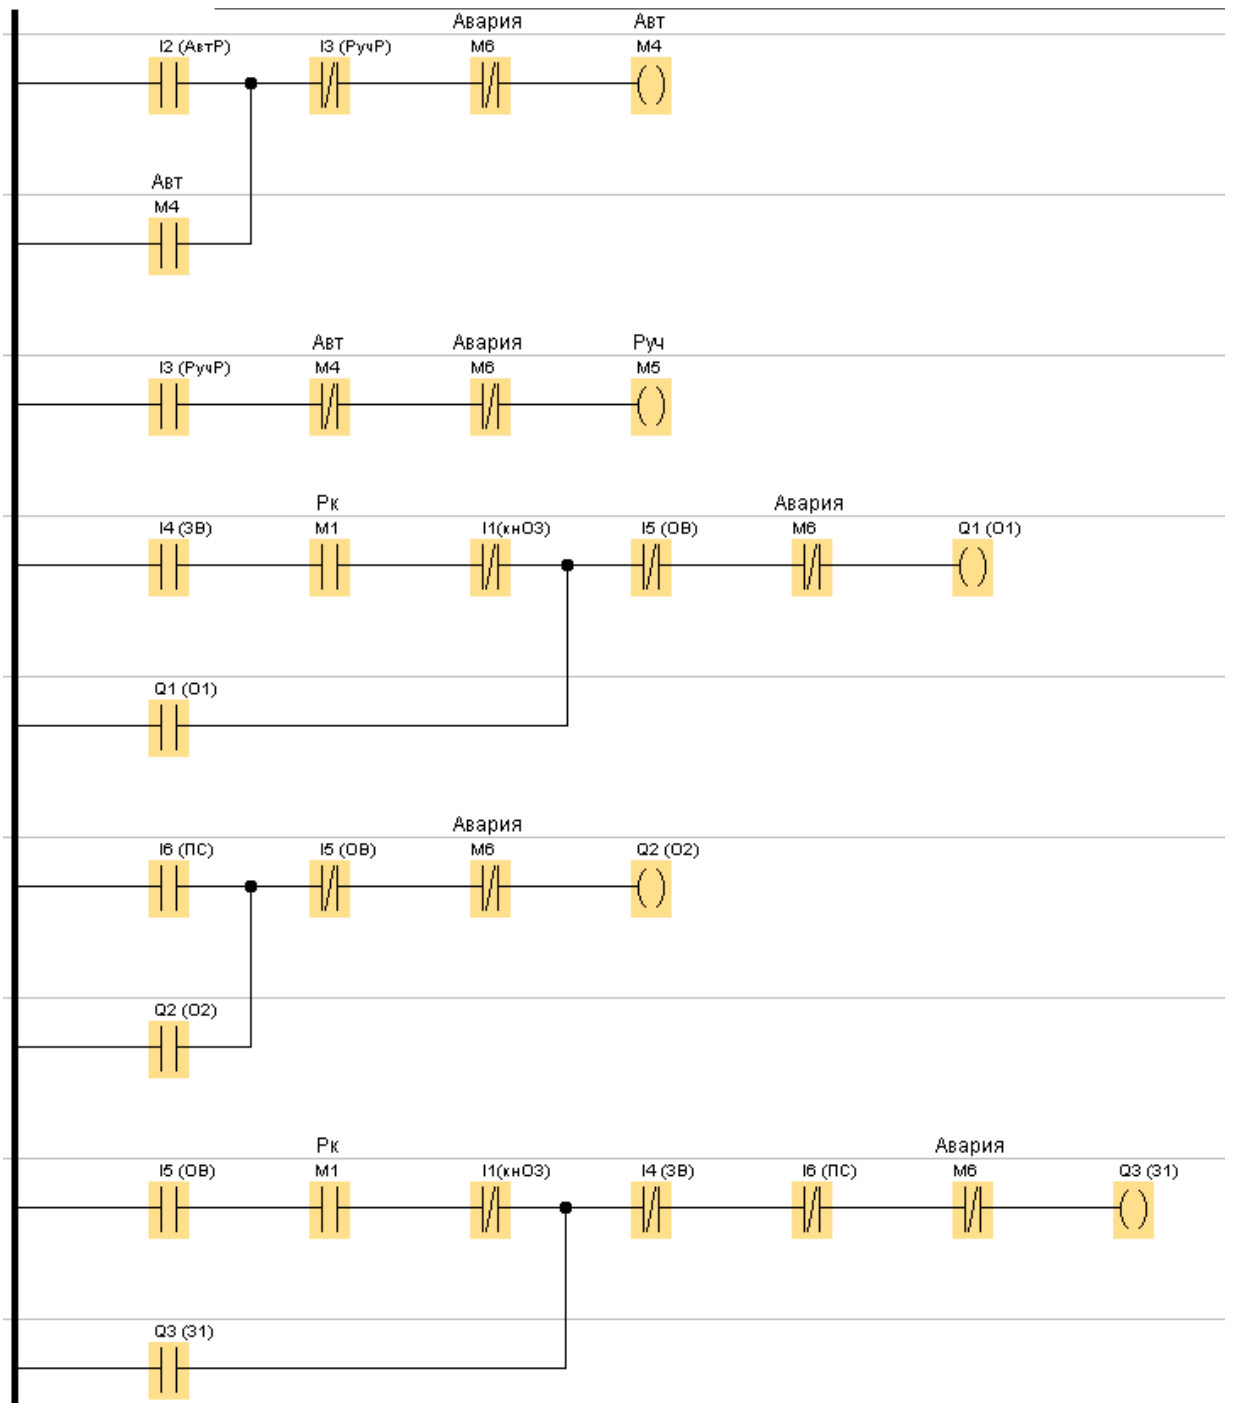 Авария Авт
I2 (АвтР) I3 (РучР) M6 M4
Авт
M4
Авт Авария Руч
I3 (РучР) M4 M6 M5
Рк Авария
I4 (ЗВ) M1 I1(кнОЗ) I5 (ОВ) M6 Q1 (О1)
Q1 (О1)
Авария
I6 (ПС) I5 (ОВ) M6 Q2 (О2)
Q2 (О2)
Рк Авария
I5 (ОВ) M1 I1(кнОЗ) I4 (ЗВ) I6 (ПС) M6 Q3 (З1)
Q3 (З1)